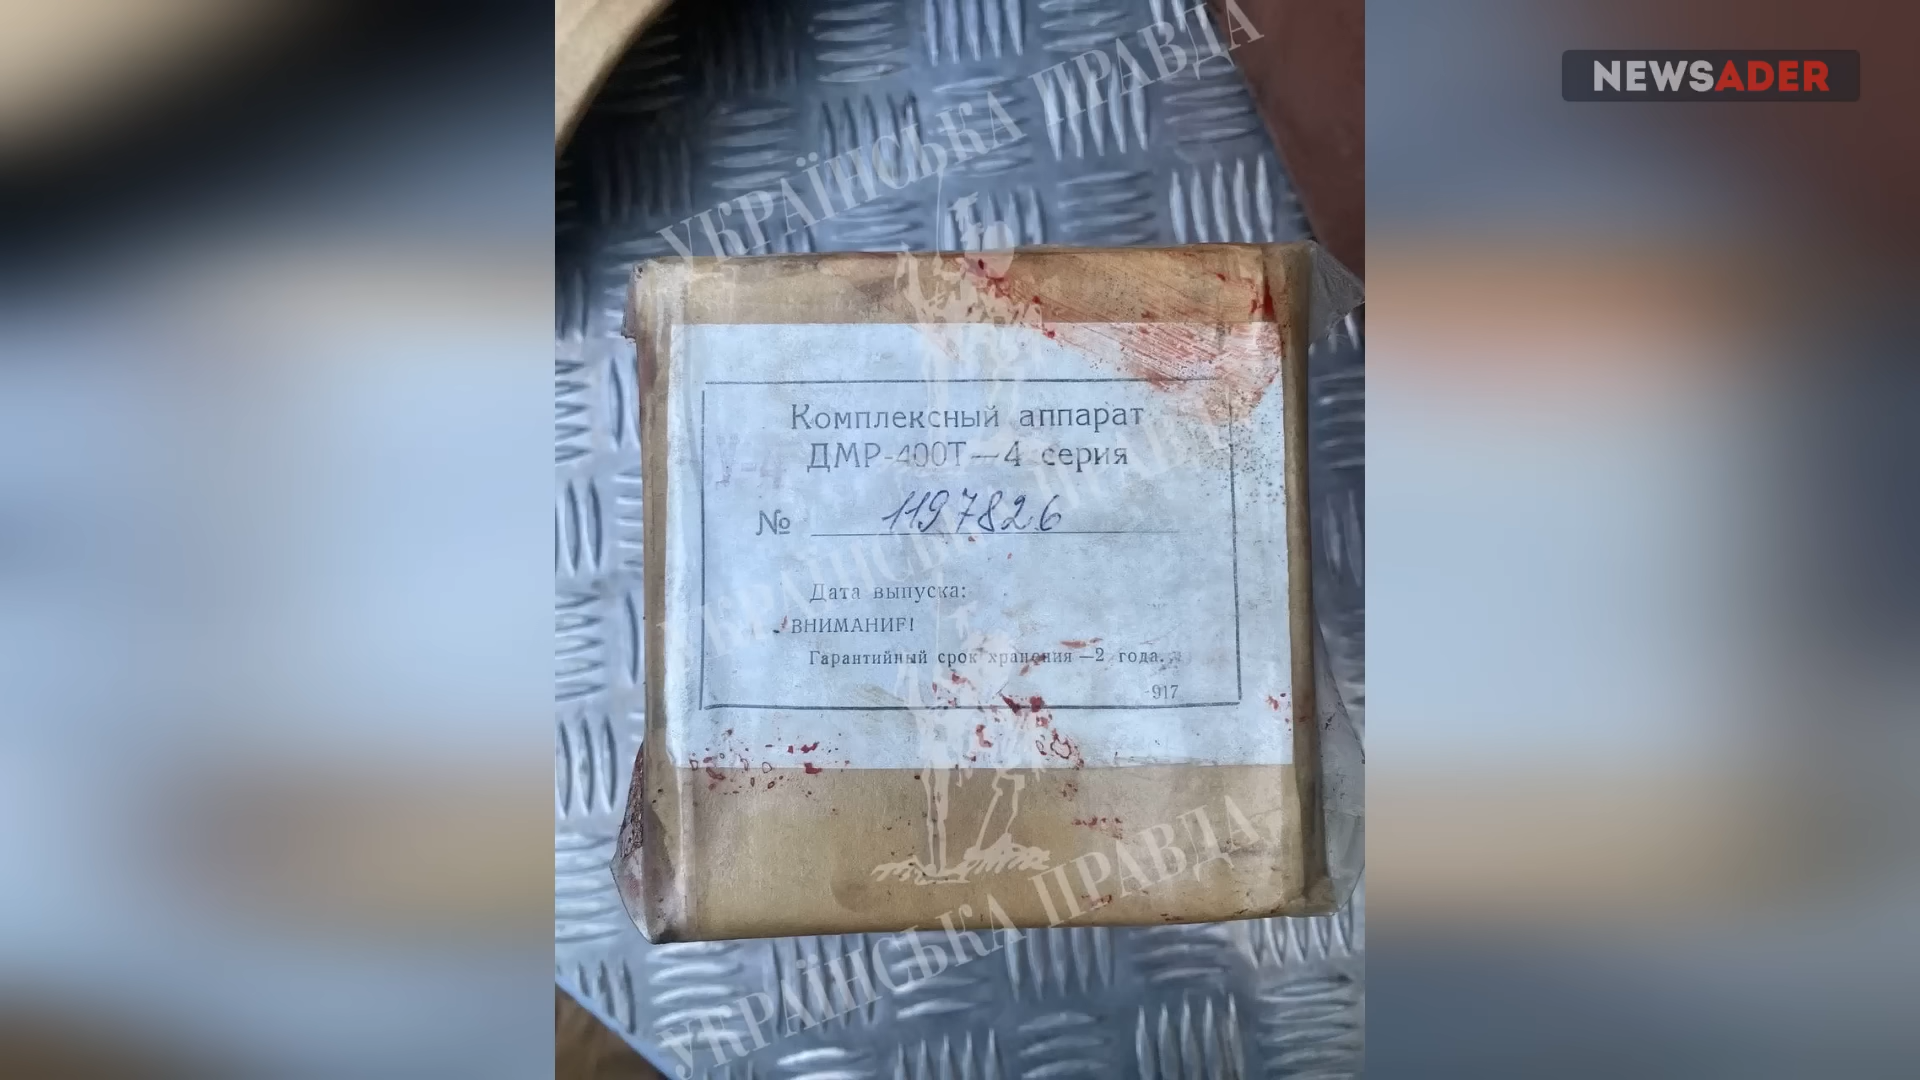 NEWSADER
УКРАЇНСЬКА ПРАВДА
Комплексный аппарат
ДМР-400Т—4 серия
№ 1197826
УКРАЇНСЬКА ПРАВДА
Дата выпуска:
ВНИМАНИЕ!
Гарантийный срок хранения —2 года.
917
УКРАЇНСЬКА ПРАВДА